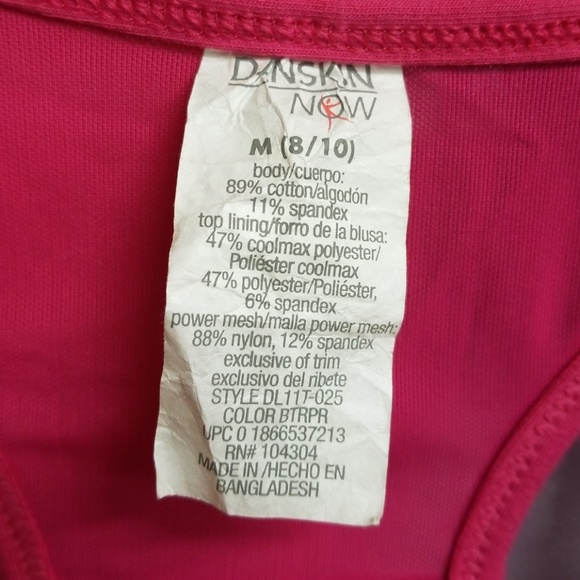 DANSKIN
NOW
M (8/10)
body/cuerpo:
89% cotton/algodón
11% spandex
top lining/forro de la blusa:
47% coolmax polyester/
Poliéster coolmax
47% polyester/Poliéster,
6% spandex
power mesh/malla power mesh:
88% nylon, 12% spandex
exclusive of trim
exclusivo del ribete
STYLE DL11T-025
COLOR BTRPR
UPC 0 1866537213
RN# 104304
MADE IN /HECHO EN
BANGLADESH